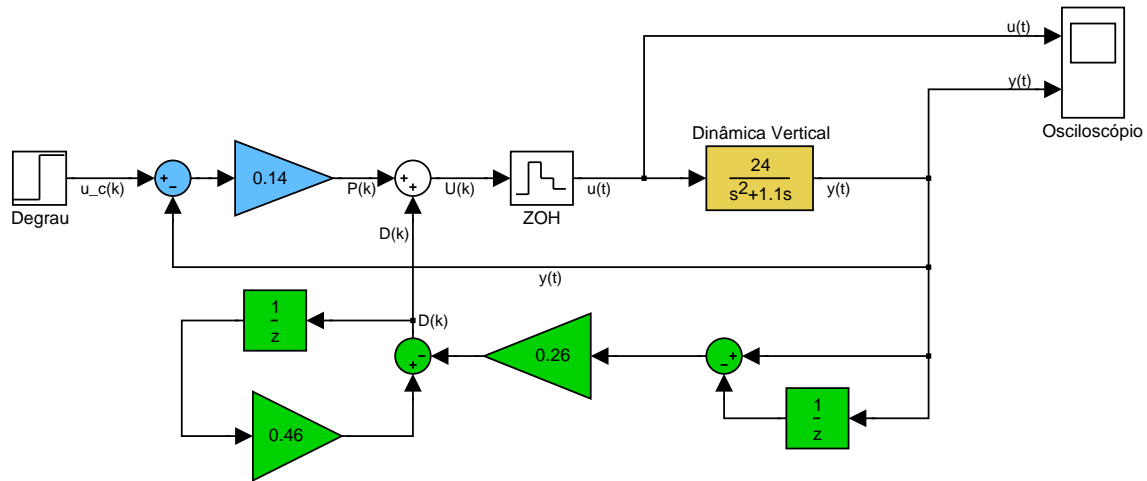 u(t)
y(t)
Osciloscópio
Dinâmica Vertical
Degrau
u_c(k)
+
−
0.14
P(k)
+
+
U(k)
ZOH
u(t)
24
s²+1.1s
y(t)
D(k)
y(t)
1
z
D(k)
−
+
0.26
+
−
1
z
0.46